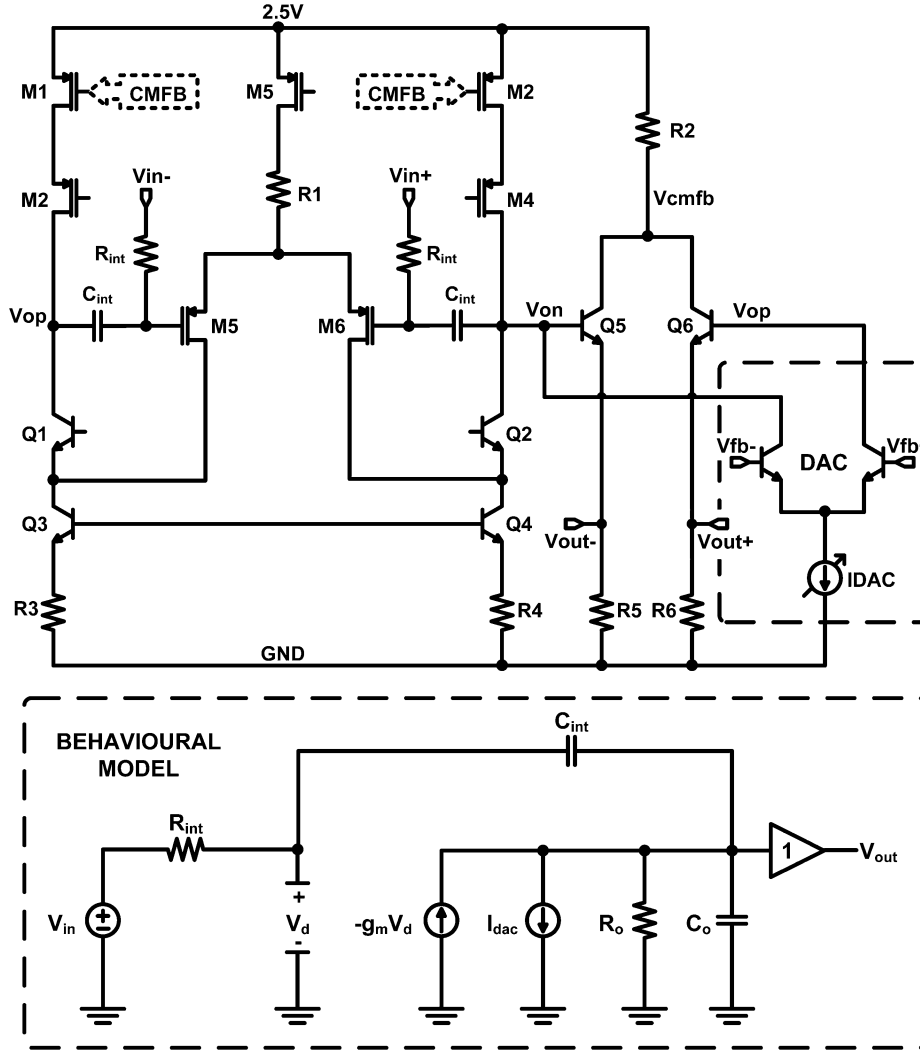 2.5V
M1
CMFB
M5
CMFB
M2
R2
M2
Vin-
R1
Vin+
M4
Vcmfb
Rint
Rint
Vop
Cint
M5
M6
Cint
Von
Q5
Q6
Vop
Q1
Q2
Vfb-
DAC
Vfb
Q3
Q4
Vout-
Vout+
IDAC
R3
R4
R5
R6
GND
BEHAVIOURAL
MODEL
Cint
Rint
1
Vout
Vin
+
Vd
-
-gmVd
Idac
Ro
Co